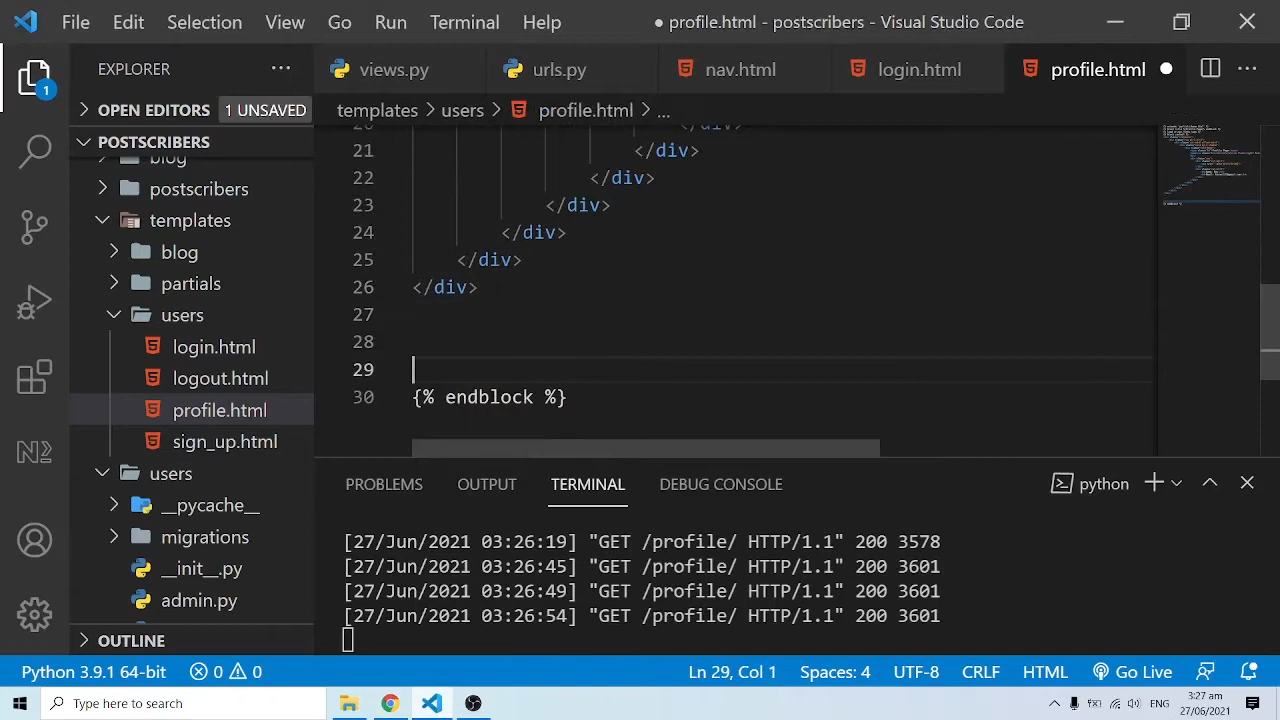 File Edit Selection View Go Run Terminal Help ● profile.html - postscribers - Visual Studio Code
EXPLORER ···
views.py urls.py nav.html login.html profile.html ● ···
OPEN EDITORS 1 UNSAVED
templates > users > profile.html > ...
POSTSCRIBERS
blog
postscribers
templates
blog
partials
users
login.html
logout.html
profile.html
sign_up.html
users
__pycache__
migrations
__init__.py
admin.py
OUTLINE
1
20 </div>
21 </div>
22 </div>
23 </div>
24 </div>
25 </div>
26 </div>
27
28
29
30 {% endblock %}
PROBLEMS OUTPUT TERMINAL DEBUG CONSOLE python
[27/Jun/2021 03:26:19] "GET /profile/ HTTP/1.1" 200 3578
[27/Jun/2021 03:26:45] "GET /profile/ HTTP/1.1" 200 3601
[27/Jun/2021 03:26:49] "GET /profile/ HTTP/1.1" 200 3601
[27/Jun/2021 03:26:54] "GET /profile/ HTTP/1.1" 200 3601
Python 3.9.1 64-bit 0 0 Ln 29, Col 1 Spaces: 4 UTF-8 CRLF HTML Go Live
Type here to search ENG 3:27 am
27/06/2021